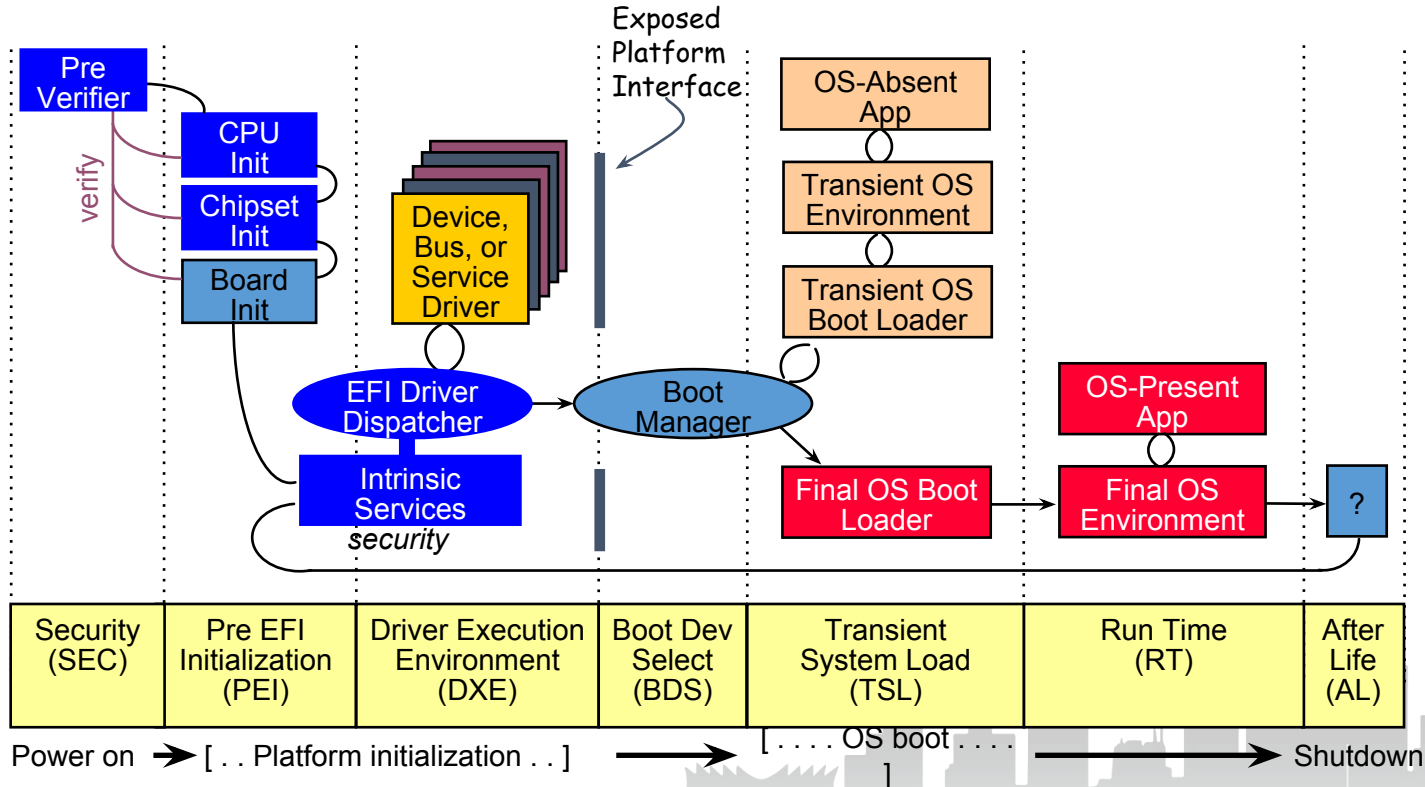 Exposed
Platform
Interface
Pre
Verifier
verify
CPU
Init
Chipset
Init
Board
Init
Device,
Bus, or
Service
Driver
EFI Driver
Dispatcher
Intrinsic
Services
security
Boot
Manager
OS-Absent
App
Transient OS
Environment
Transient OS
Boot Loader
Final OS Boot
Loader
OS-Present
App
Final OS
Environment
?
Security
(SEC)
Pre EFI
Initialization
(PEI)
Driver Execution
Environment
(DXE)
Boot Dev
Select
(BDS)
Transient
System Load
(TSL)
Run Time
(RT)
After
Life
(AL)
Power on
[ . . Platform initialization . . ]
[ . . . . OS boot . . . .
]
Shutdown